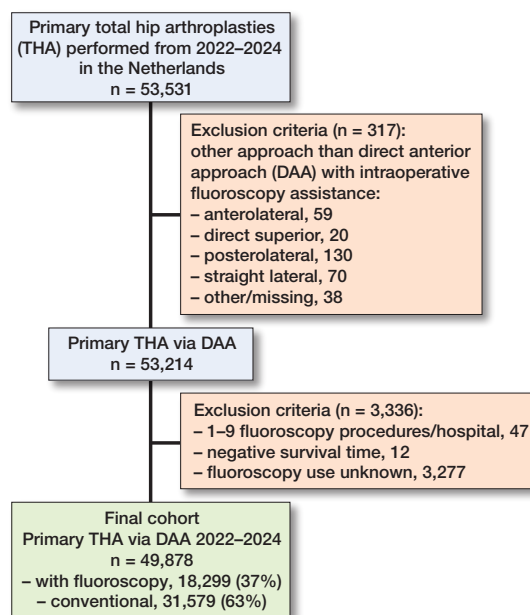 Primary total hip arthroplasties
(THA) performed from 2022–2024
in the Netherlands
n = 53,531
Exclusion criteria (n = 317):
other approach than direct anterior
approach (DAA) with intraoperative
fluoroscopy assistance:
– anterolateral, 59
– direct superior, 20
– posterolateral, 130
– straight lateral, 70
– other/missing, 38
Primary THA via DAA
n = 53,214
Exclusion criteria (n = 3,336):
– 1–9 fluoroscopy procedures/hospital, 47
– negative survival time, 12
– fluoroscopy use unknown, 3,277
Final cohort
Primary THA via DAA 2022–2024
n = 49,878
– with fluoroscopy, 18,299 (37%)
– conventional, 31,579 (63%)